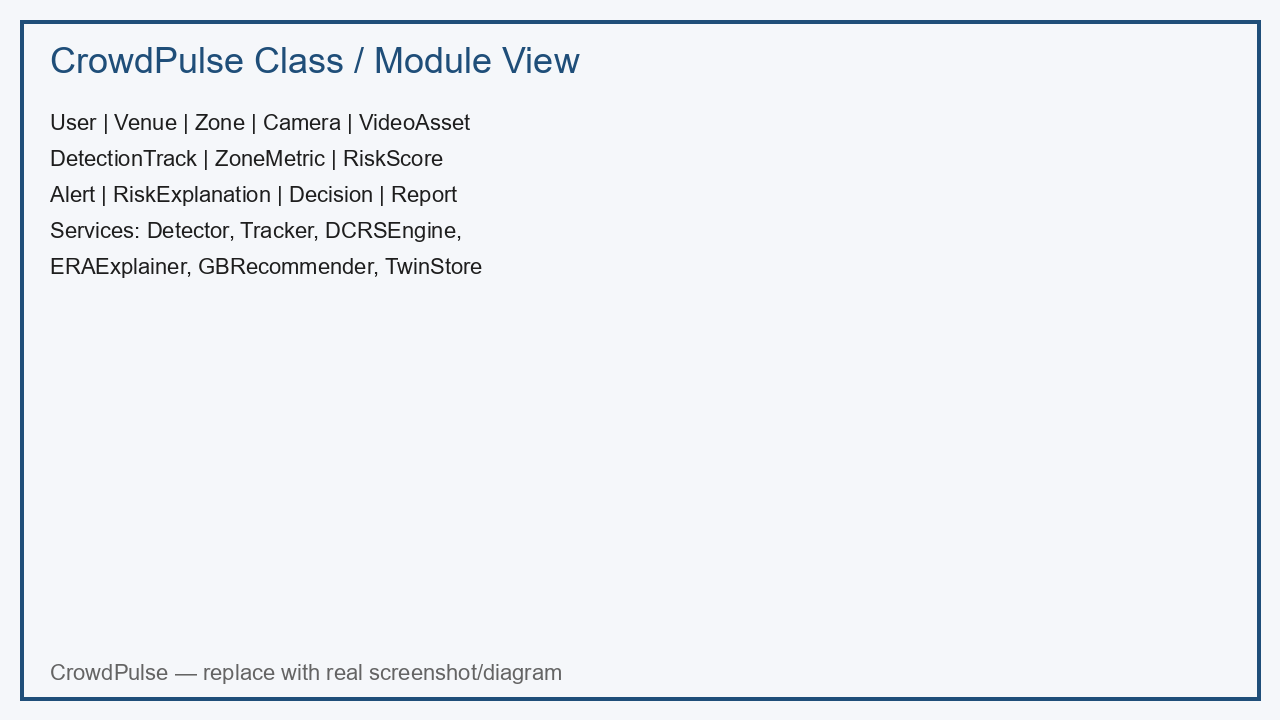 CrowdPulse Class / Module View
User | Venue | Zone | Camera | VideoAsset
DetectionTrack | ZoneMetric | RiskScore
Alert | RiskExplanation | Decision | Report
Services: Detector, Tracker, DCRSEngine,
ERAExplainer, GBRecommender, TwinStore
CrowdPulse — replace with real screenshot/diagram